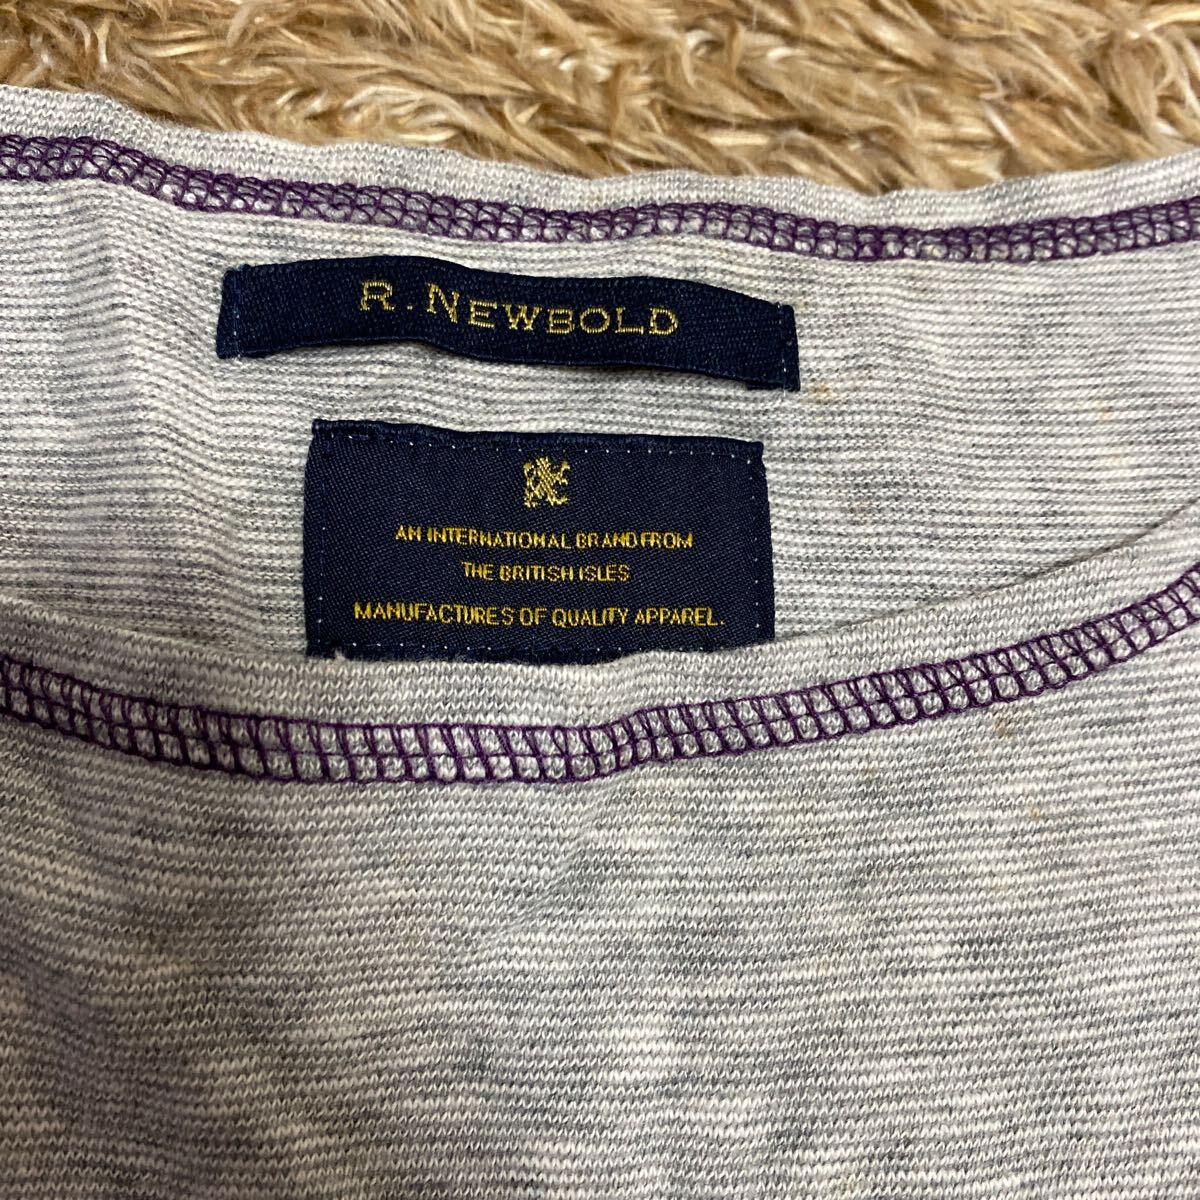 R. NEWBOLD
AN INTERNATIONAL BRAND FROM
THE BRITISH ISLES
MANUFACTURES OF QUALITY APPAREL.